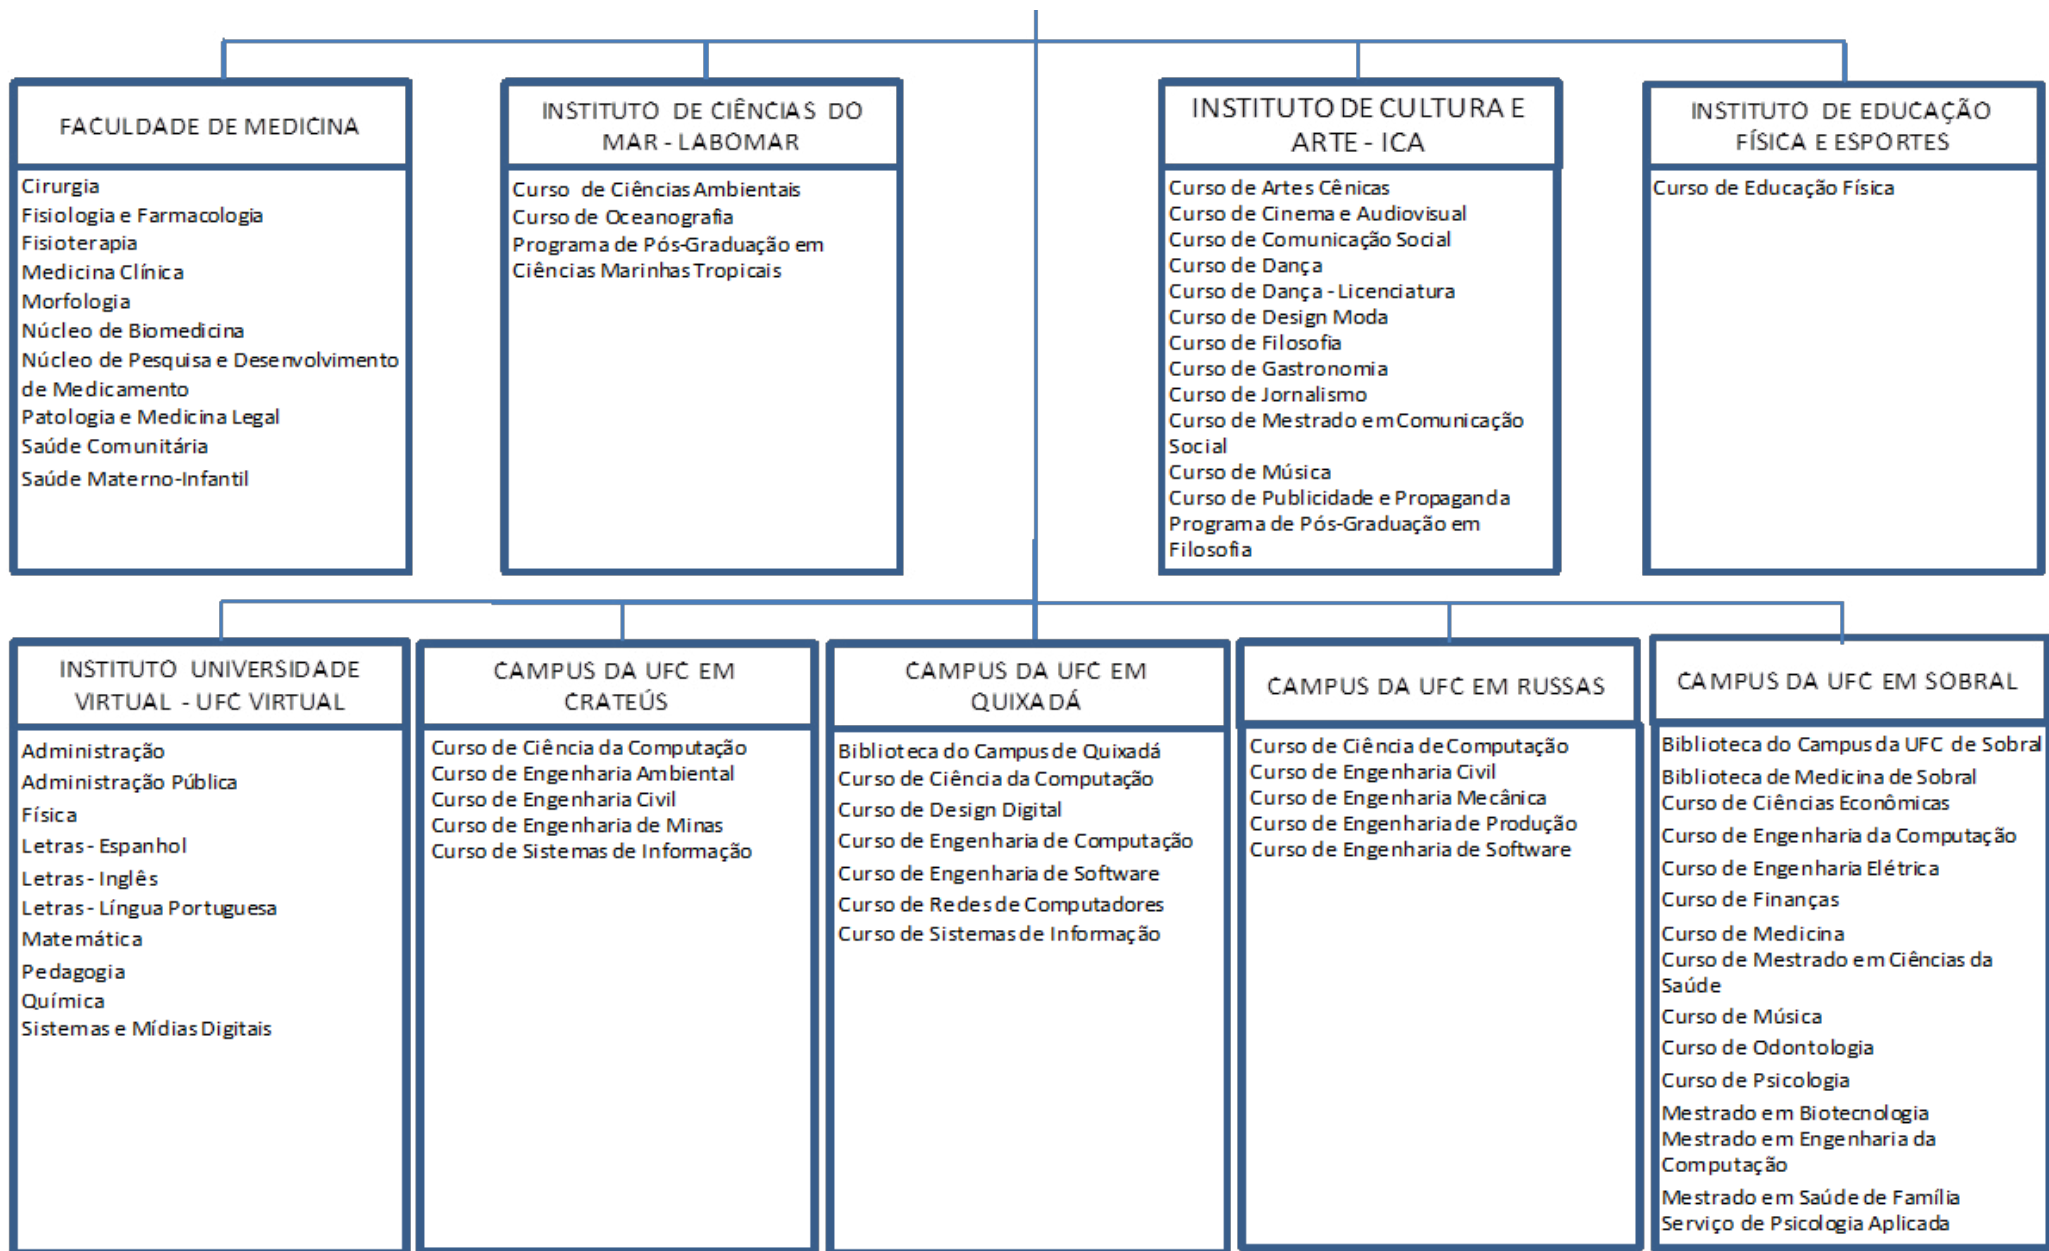 FACULDADE DE MEDICINA
Cirurgia
Fisiologia e Farmacologia
Fisioterapia
Medicina Clínica
Morfologia
Núcleo de Biomedicina
Núcleo de Pesquisa e Desenvolvimento
de Medicamento
Patologia e Medicina Legal
Saúde Comunitária
Saúde Materno-Infantil
INSTITUTO DE CIÊNCIAS DO
MAR - LABOMAR
Curso de Ciências Ambientais
Curso de Oceanografia
Programa de Pós-Graduação em
Ciências Marinhas Tropicais
INSTITUTO DE CULTURA E
ARTE - ICA
Curso de Artes Cênicas
Curso de Cinema e Audiovisual
Curso de Comunicação Social
Curso de Dança
Curso de Dança - Licenciatura
Curso de Design Moda
Curso de Filosofia
Curso de Gastronomia
Curso de Jornalismo
Curso de Mestrado em Comunicação
Social
Curso de Música
Curso de Publicidade e Propaganda
Programa de Pós-Graduação em
Filosofia
INSTITUTO DE EDUCAÇÃO
FÍSICA E ESPORTES
Curso de Educação Física
INSTITUTO UNIVERSIDADE
VIRTUAL - UFC VIRTUAL
Administração
Administração Pública
Física
Letras - Espanhol
Letras - Inglês
Letras - Língua Portuguesa
Matemática
Pedagogia
Química
Sistemas e Mídias Digitais
CAMPUS DA UFC EM
CRATEÚS
Curso de Ciência da Computação
Curso de Engenharia Ambiental
Curso de Engenharia Civil
Curso de Engenharia de Minas
Curso de Sistemas de Informação
CAMPUS DA UFC EM
QUIXADÁ
Biblioteca do Campus de Quixadá
Curso de Ciência da Computação
Curso de Design Digital
Curso de Engenharia de Computação
Curso de Engenharia de Software
Curso de Redes de Computadores
Curso de Sistemas de Informação
CAMPUS DA UFC EM RUSSAS
Curso de Ciência de Computação
Curso de Engenharia Civil
Curso de Engenharia Mecânica
Curso de Engenharia de Produção
Curso de Engenharia de Software
CAMPUS DA UFC EM SOBRAL
Biblioteca do Campus da UFC de Sobral
Biblioteca de Medicina de Sobral
Curso de Ciências Econômicas
Curso de Engenharia da Computação
Curso de Engenharia Elétrica
Curso de Finanças
Curso de Medicina
Curso de Mestrado em Ciências da
Saúde
Curso de Música
Curso de Odontologia
Curso de Psicologia
Mestrado em Biotecnologia
Mestrado em Engenharia da
Computação
Mestrado em Saúde de Família
Serviço de Psicologia Aplicada